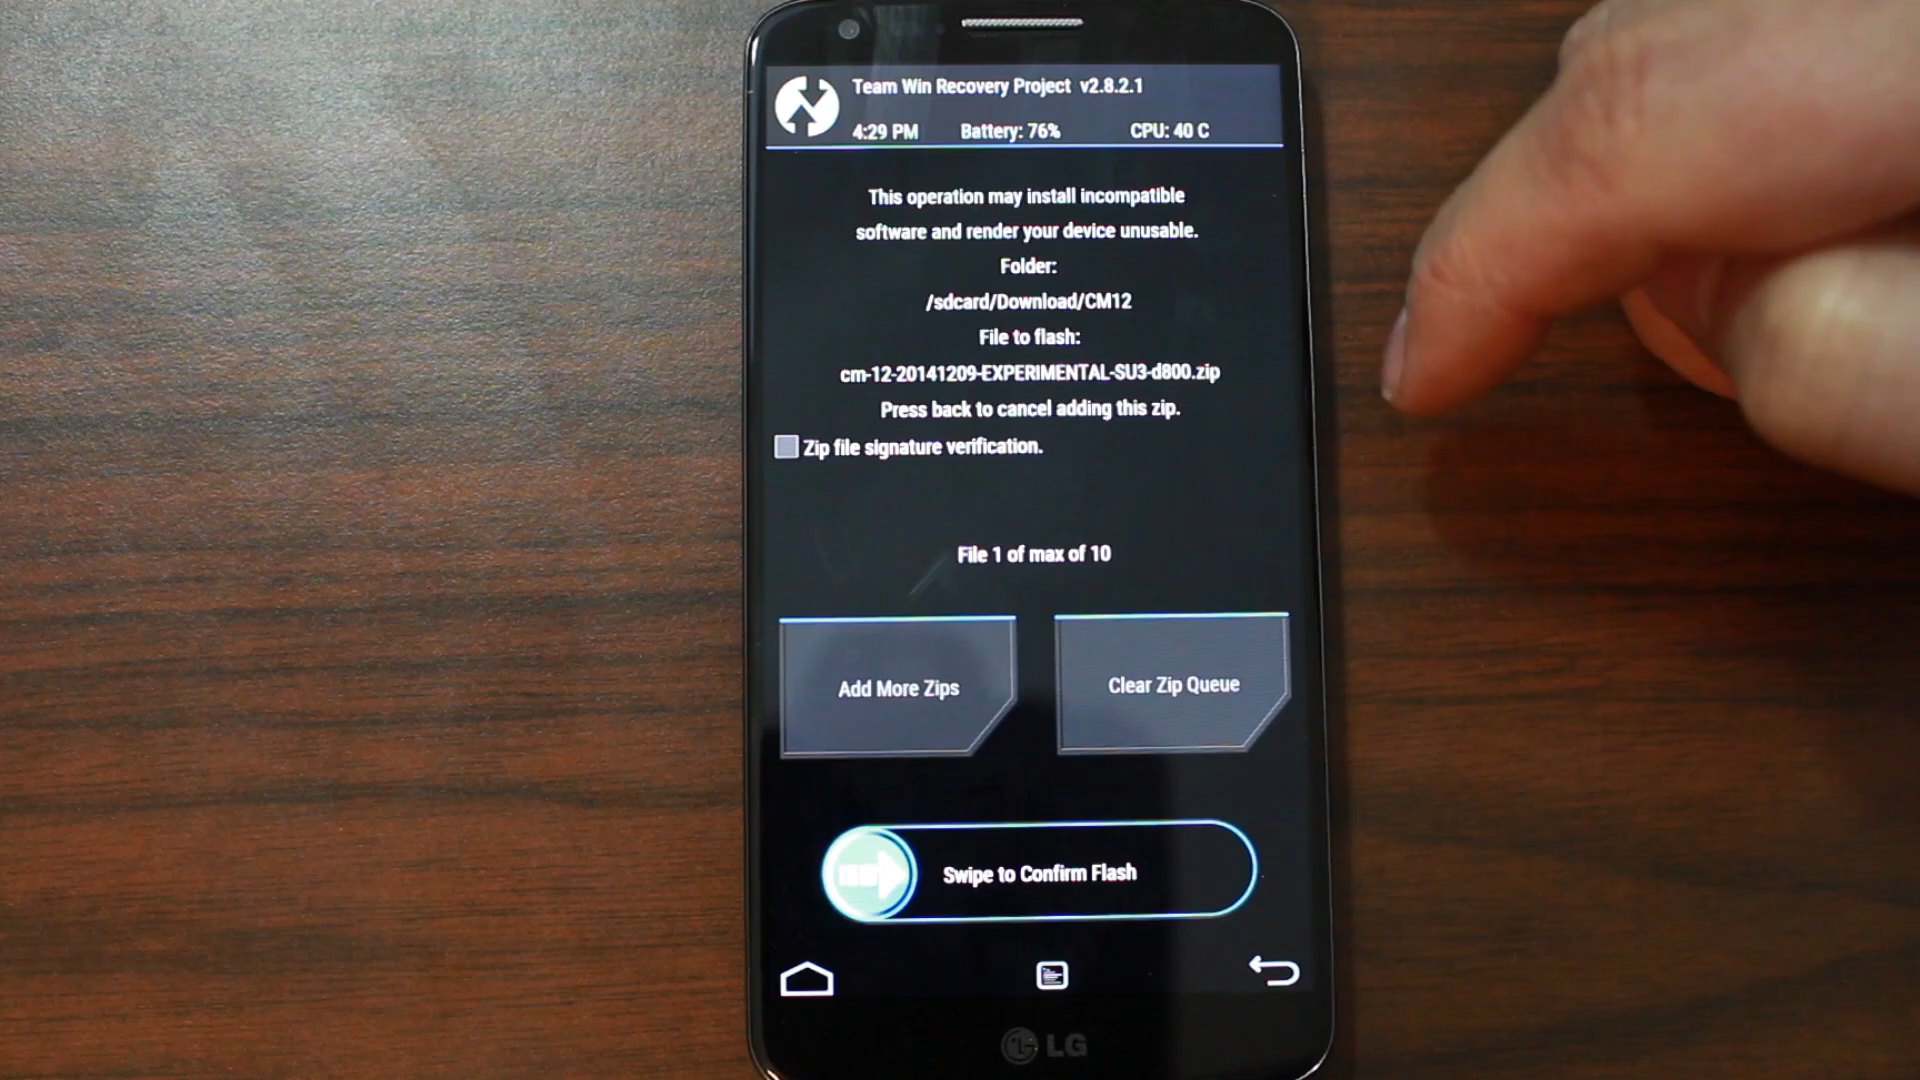 Team Win Recovery Project v2.8.2.1
4:29 PM Battery: 76% CPU: 40 C
This operation may install incompatible
software and render your device unusable.
Folder:
/sdcard/Download/CM12
File to flash:
cm-12-20141209-EXPERIMENTAL-SU3-d800.zip
Press back to cancel adding this zip.
Zip file signature verification.
File 1 of max of 10
Add More Zips
Clear Zip Queue
Swipe to Confirm Flash
LG